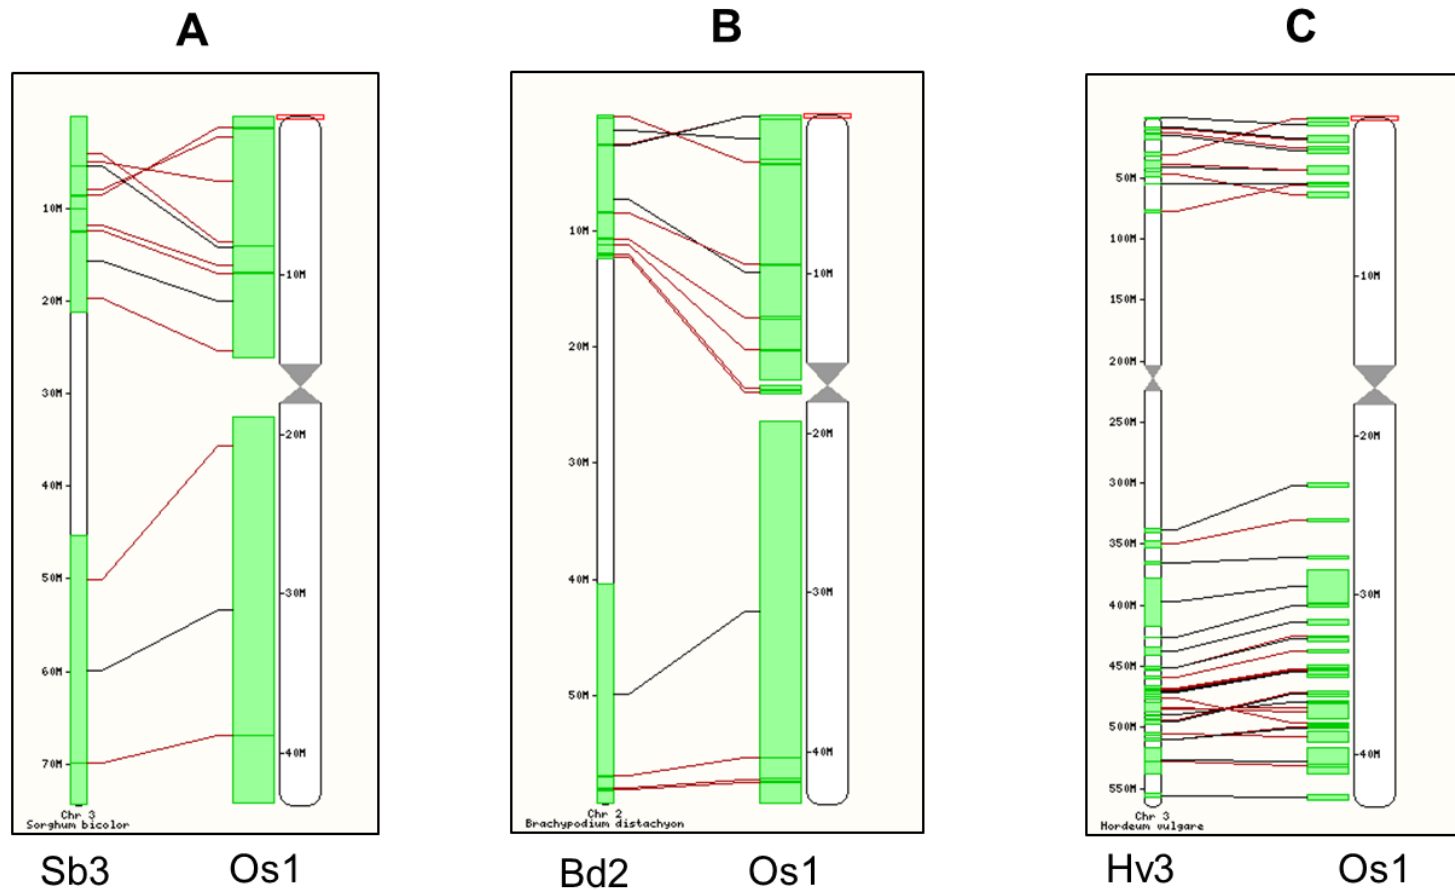 A
B
C
10M
20M
30M
40M
50M
60M
70M
10M
20M
30M
40M
Chr 3
Sorghum bicolor
10M
20M
30M
40M
50M
10M
20M
30M
40M
Chr 2
Brachypodium distachyon
50M
100M
150M
200M
250M
300M
350M
400M
450M
500M
550M
10M
20M
30M
40M
Chr 3
Hordeum vulgare
Sb3 Os1
Bd2 Os1
Hv3 Os1